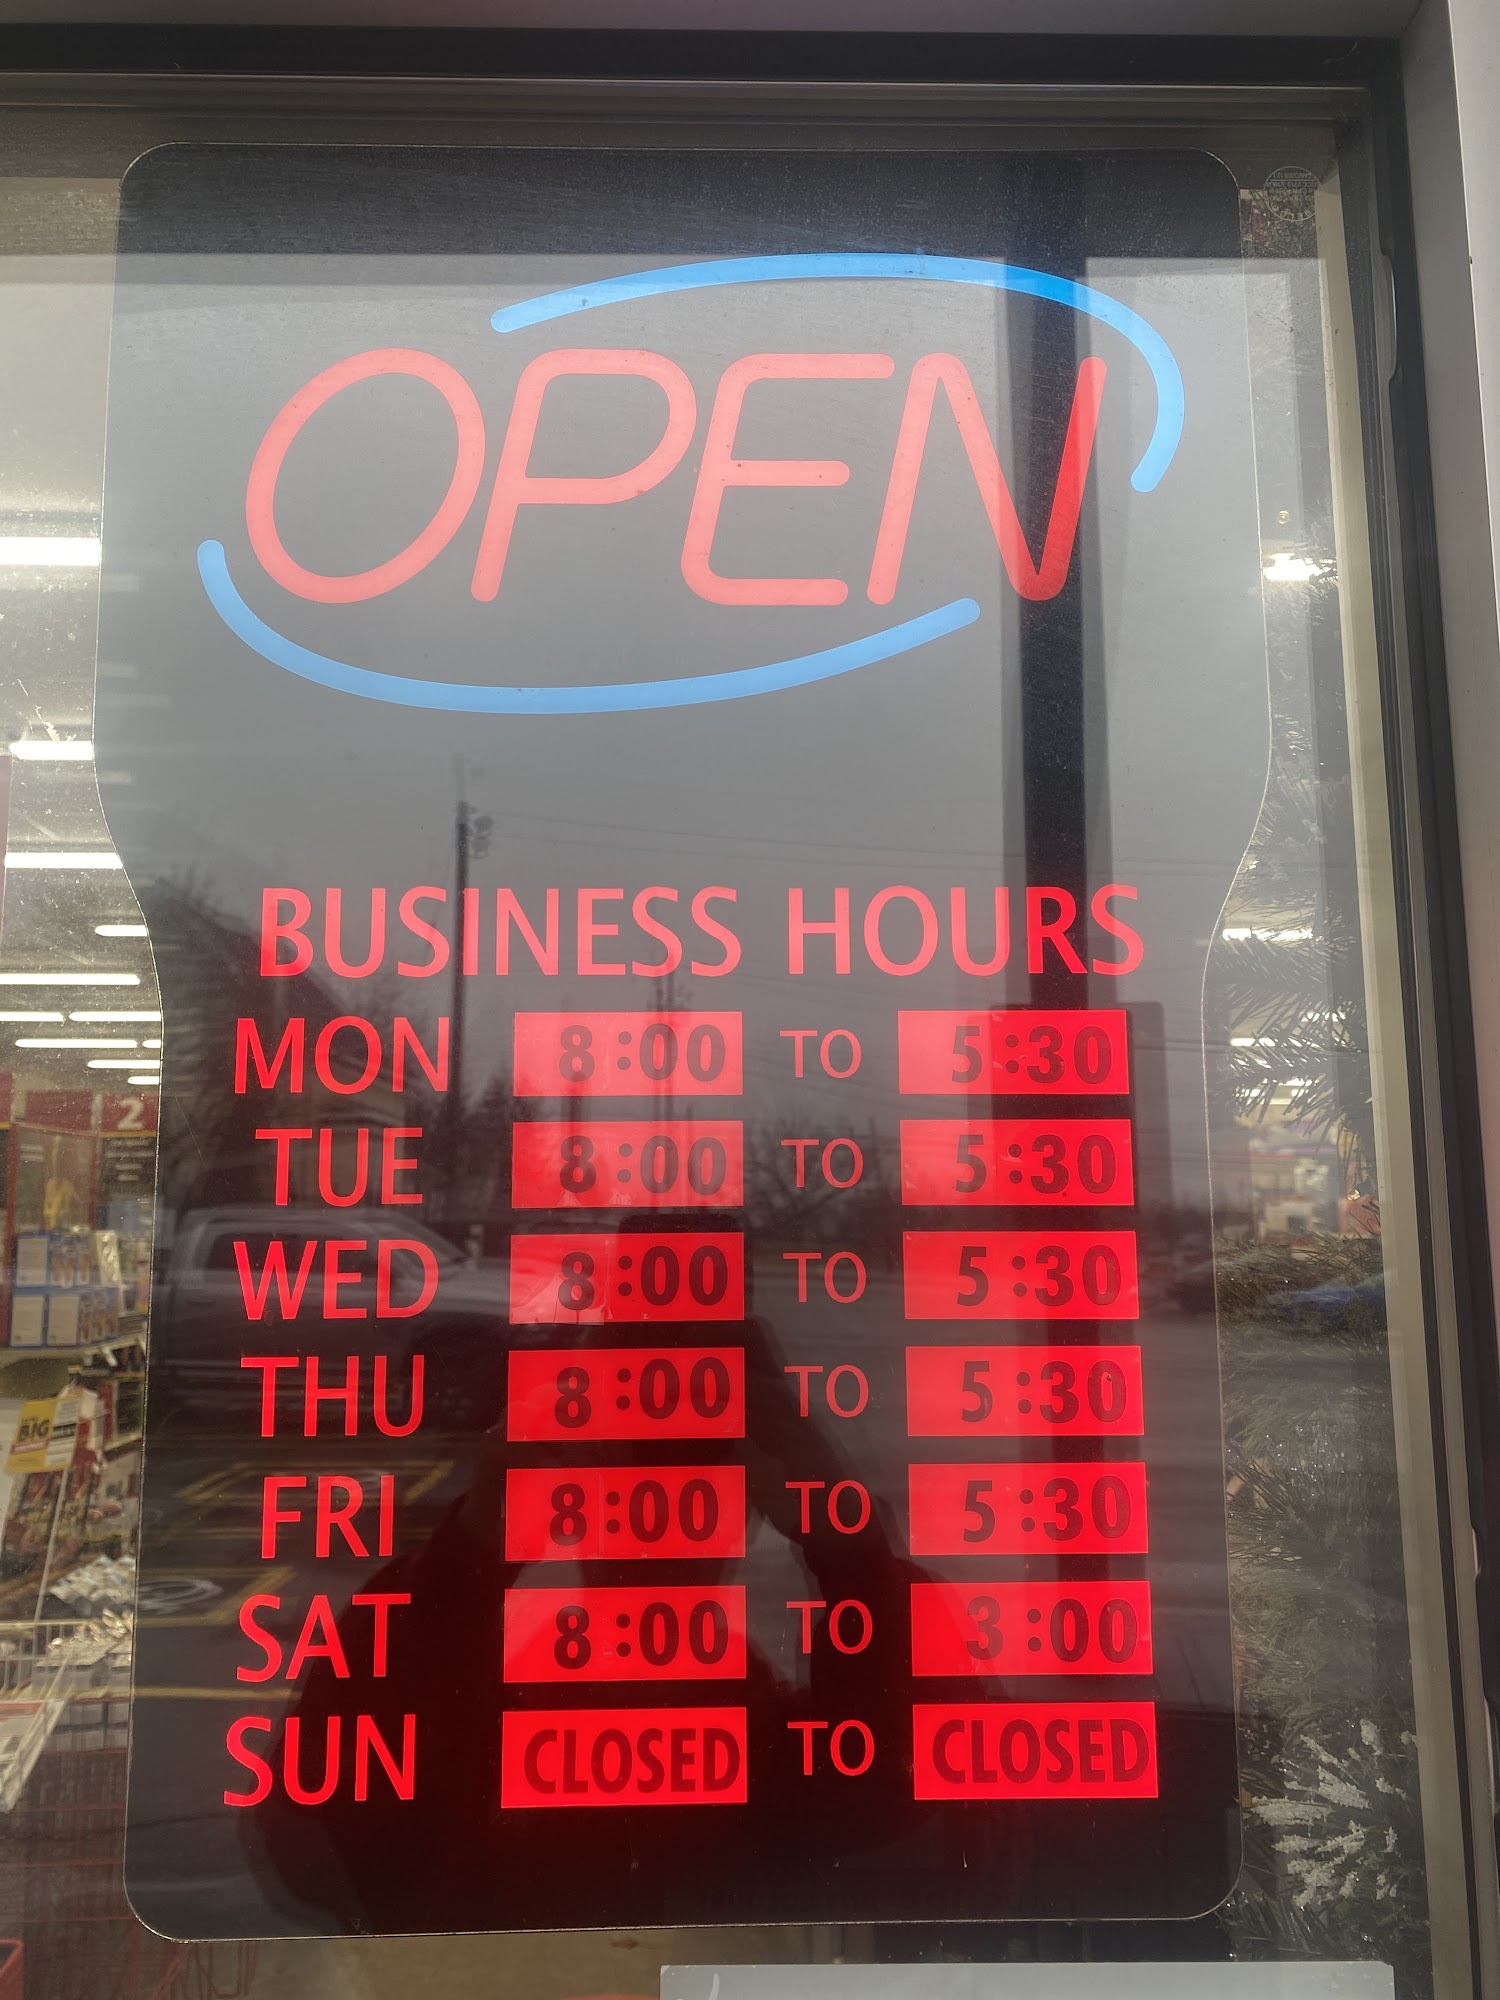 OPEN
BUSINESS HOURS
MON 8:00 TO 5:30
TUE 8:00 TO 5:30
WED 8:00 TO 5:30
THU 8:00 TO 5:30
FRI 8:00 TO 5:30
SAT 8:00 TO 3:00
SUN CLOSED TO CLOSED
2
BIG